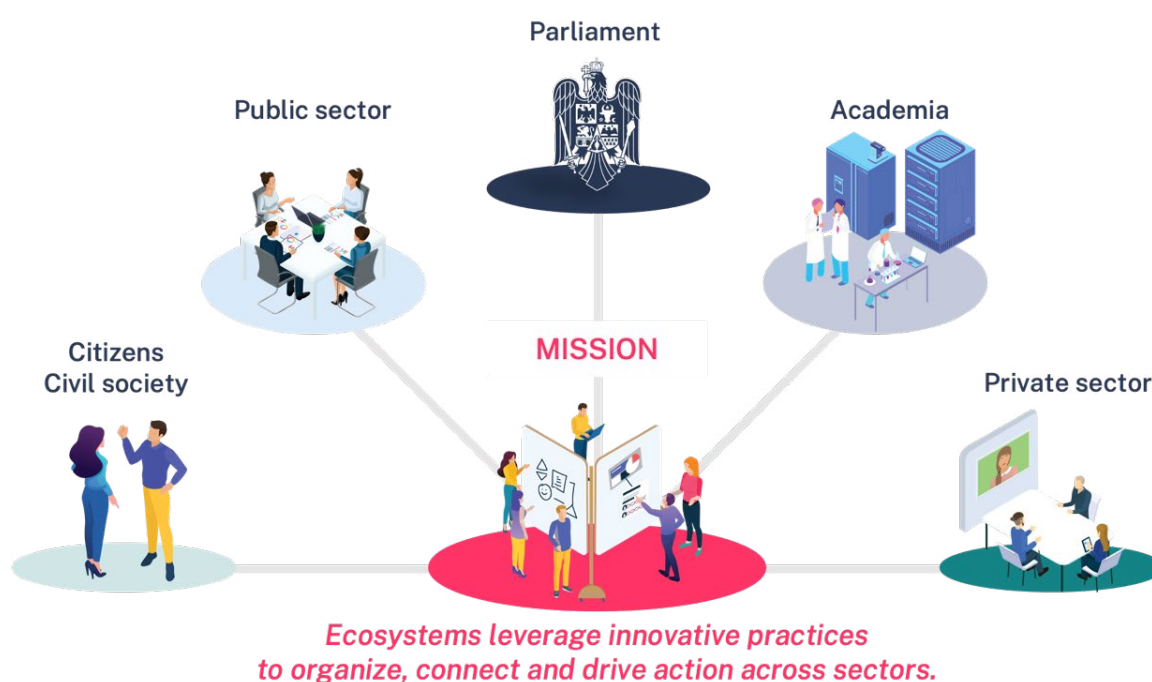 Parliament
Public sector
Academia
MISSION
Citizens
Civil society
Private sector
Ecosystems leverage innovative practices
to organize, connect and drive action across sectors.